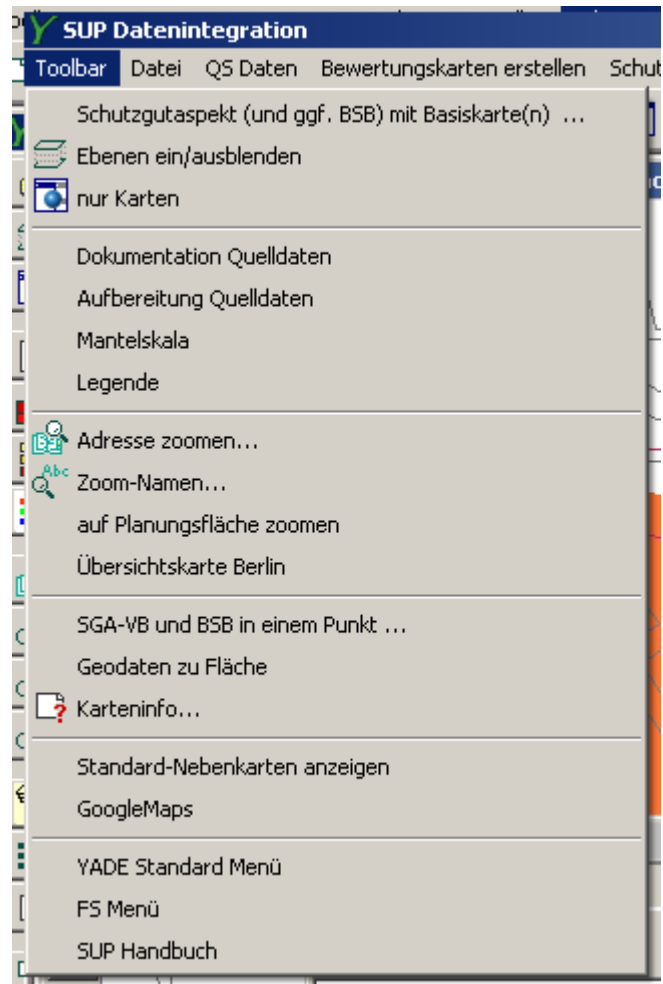 SUP Datenintegration
Toolbar Datei QS Daten Bewertungskarten erstellen
Schutzgutaspekt (und ggf. BSB) mit Basiskarte(n) ...
Ebenen ein/ausblenden
nur Karten
Dokumentation Quelldaten
Aufbereitung Quelldaten
Mantelskala
Legende
Adresse zoomen...
Abc
Zoom-Namen...
auf Planungsfläche zoomen
Übersichtskarte Berlin
SGA-VB und BSB in einem Punkt ...
Geodaten zu Fläche
? Karteninfo...
Standard-Nebenkarten anzeigen
GoogleMaps
YADE Standard Menü
FS Menü
SUP Handbuch